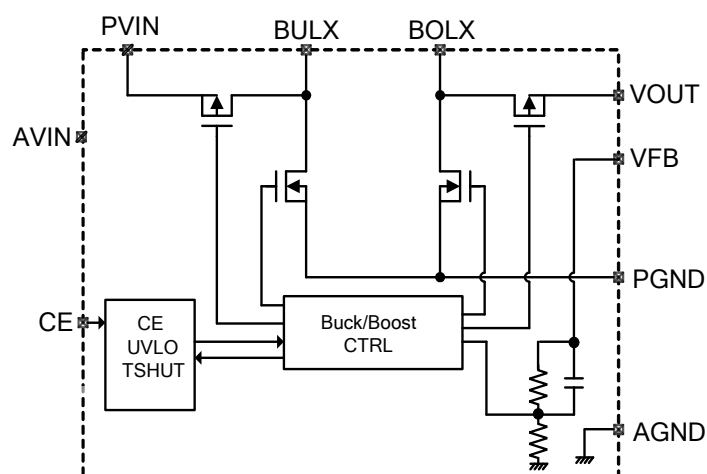 PVIN
BULX
BOLX
VOUT
AVIN
VFB
PGND
CE
CE
UVLO
TSHUT
Buck/Boost
CTRL
AGND